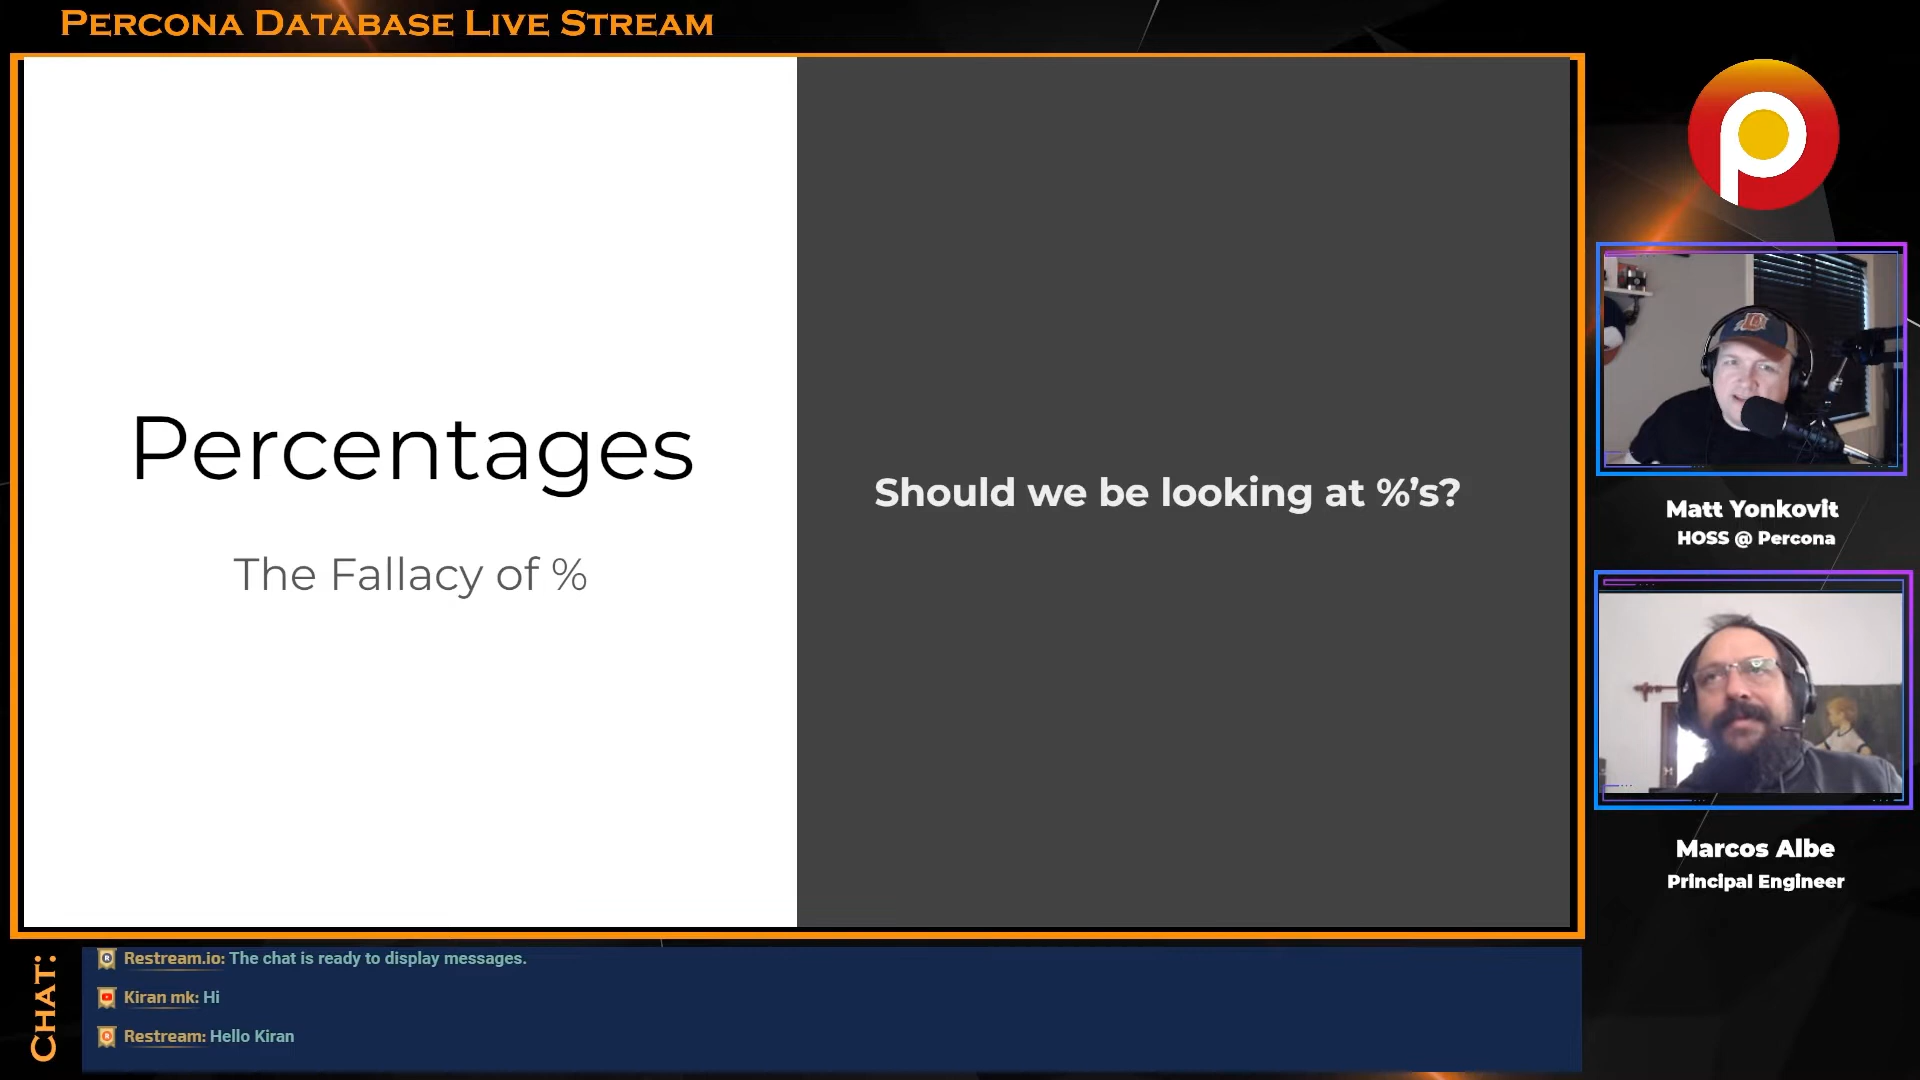 Percona Database Live Stream
Percentages
The Fallacy of %
Should we be looking at %’s?
Matt Yonkovit
HOSS @ Percona
Marcos Albe
Principal Engineer
Chat:
Restream.io: The chat is ready to display messages.
Kiran mk: Hi
Restream: Hello Kiran